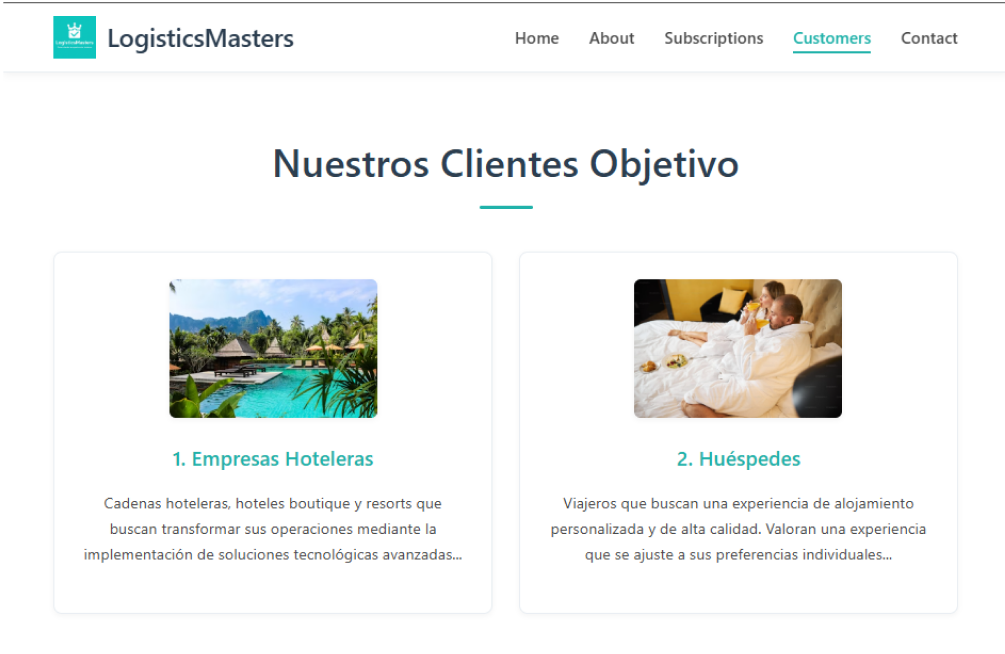 LogisticsMasters
LogisticsMasters
Home About Subscriptions Customers Contact
Nuestros Clientes Objetivo
1. Empresas Hoteleras
Cadenas hoteleras, hoteles boutique y resorts que
buscan transformar sus operaciones mediante la
implementación de soluciones tecnológicas avanzadas...
2. Huéspedes
Viajeros que buscan una experiencia de alojamiento
personalizada y de alta calidad. Valoran una experiencia
que se ajuste a sus preferencias individuales...